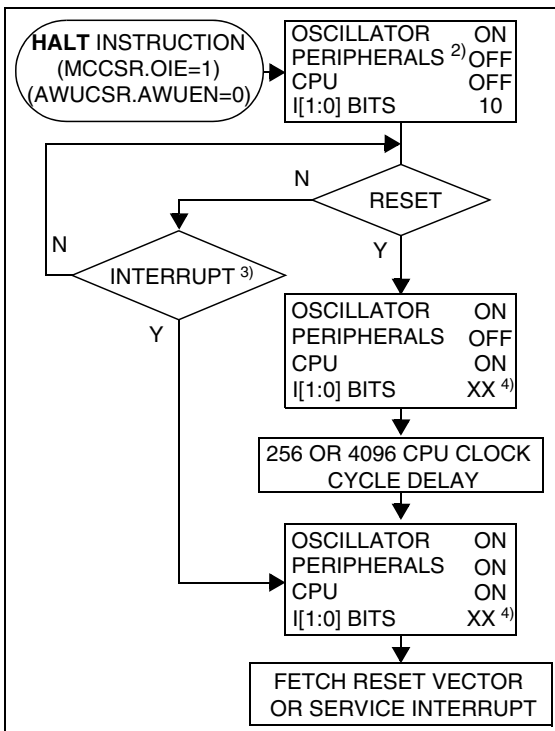 HALT INSTRUCTION
(MCCSR.OIE=1)
(AWUCSR.AWUEN=0)
OSCILLATOR ON
PERIPHERALS 2) OFF
CPU OFF
I[1:0] BITS 10
N
RESET
N
Y
INTERRUPT 3)
Y
OSCILLATOR ON
PERIPHERALS OFF
CPU ON
I[1:0] BITS XX 4)
256 OR 4096 CPU CLOCK
CYCLE DELAY
OSCILLATOR ON
PERIPHERALS ON
CPU ON
I[1:0] BITS XX 4)
FETCH RESET VECTOR
OR SERVICE INTERRUPT